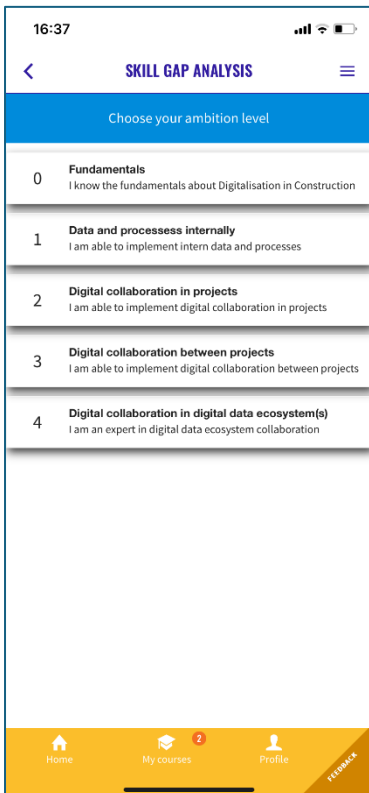 16:37
SKILL GAP ANALYSIS
Choose your ambition level
0
Fundamentals
I know the fundamentals about Digitalisation in Construction
1
Data and processess internally
I am able to implement intern data and processes
2
Digital collaboration in projects
I am able to implement digital collaboration in projects
3
Digital collaboration between projects
I am able to implement digital collaboration between projects
4
Digital collaboration in digital data ecosystem(s)
I am an expert in digital data ecosystem collaboration
2
Home
My courses
Profile
FEEDBACK